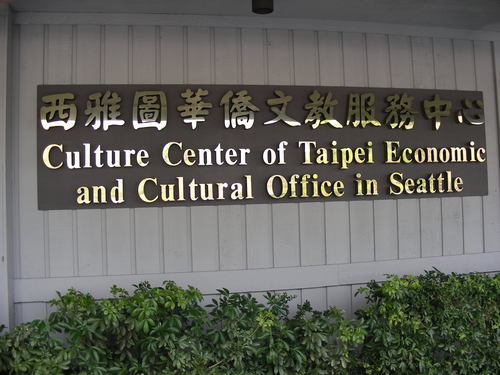 西雅圖華僑文教服務中心
Culture Center of Taipei Economic
and Cultural Office in Seattle